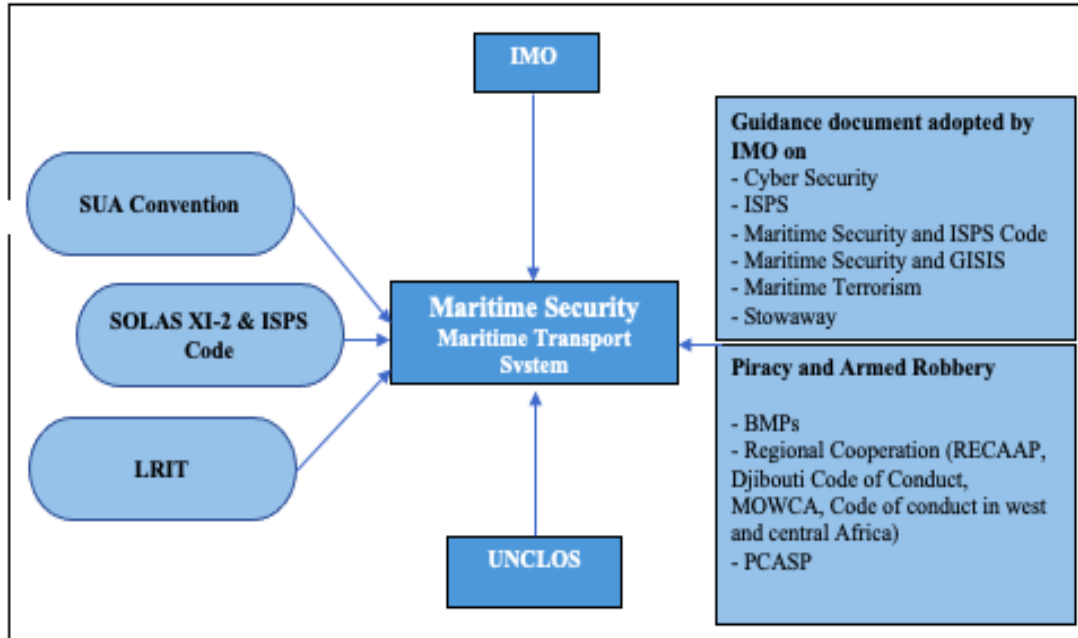 IMO
Guidance document adopted by
IMO on
- Cyber Security
- ISPS
- Maritime Security and ISPS Code
- Maritime Security and GISIS
- Maritime Terrorism
- Stowaway
SUA Convention
SOLAS XI-2 & ISPS
Code
LRIT
Maritime Security
Maritime Transport
System
Piracy and Armed Robbery
- BMPs
- Regional Cooperation (RECAAP,
Djibouti Code of Conduct,
MOWCA, Code of conduct in west
and central Africa)
- PCASP
UNCLOS